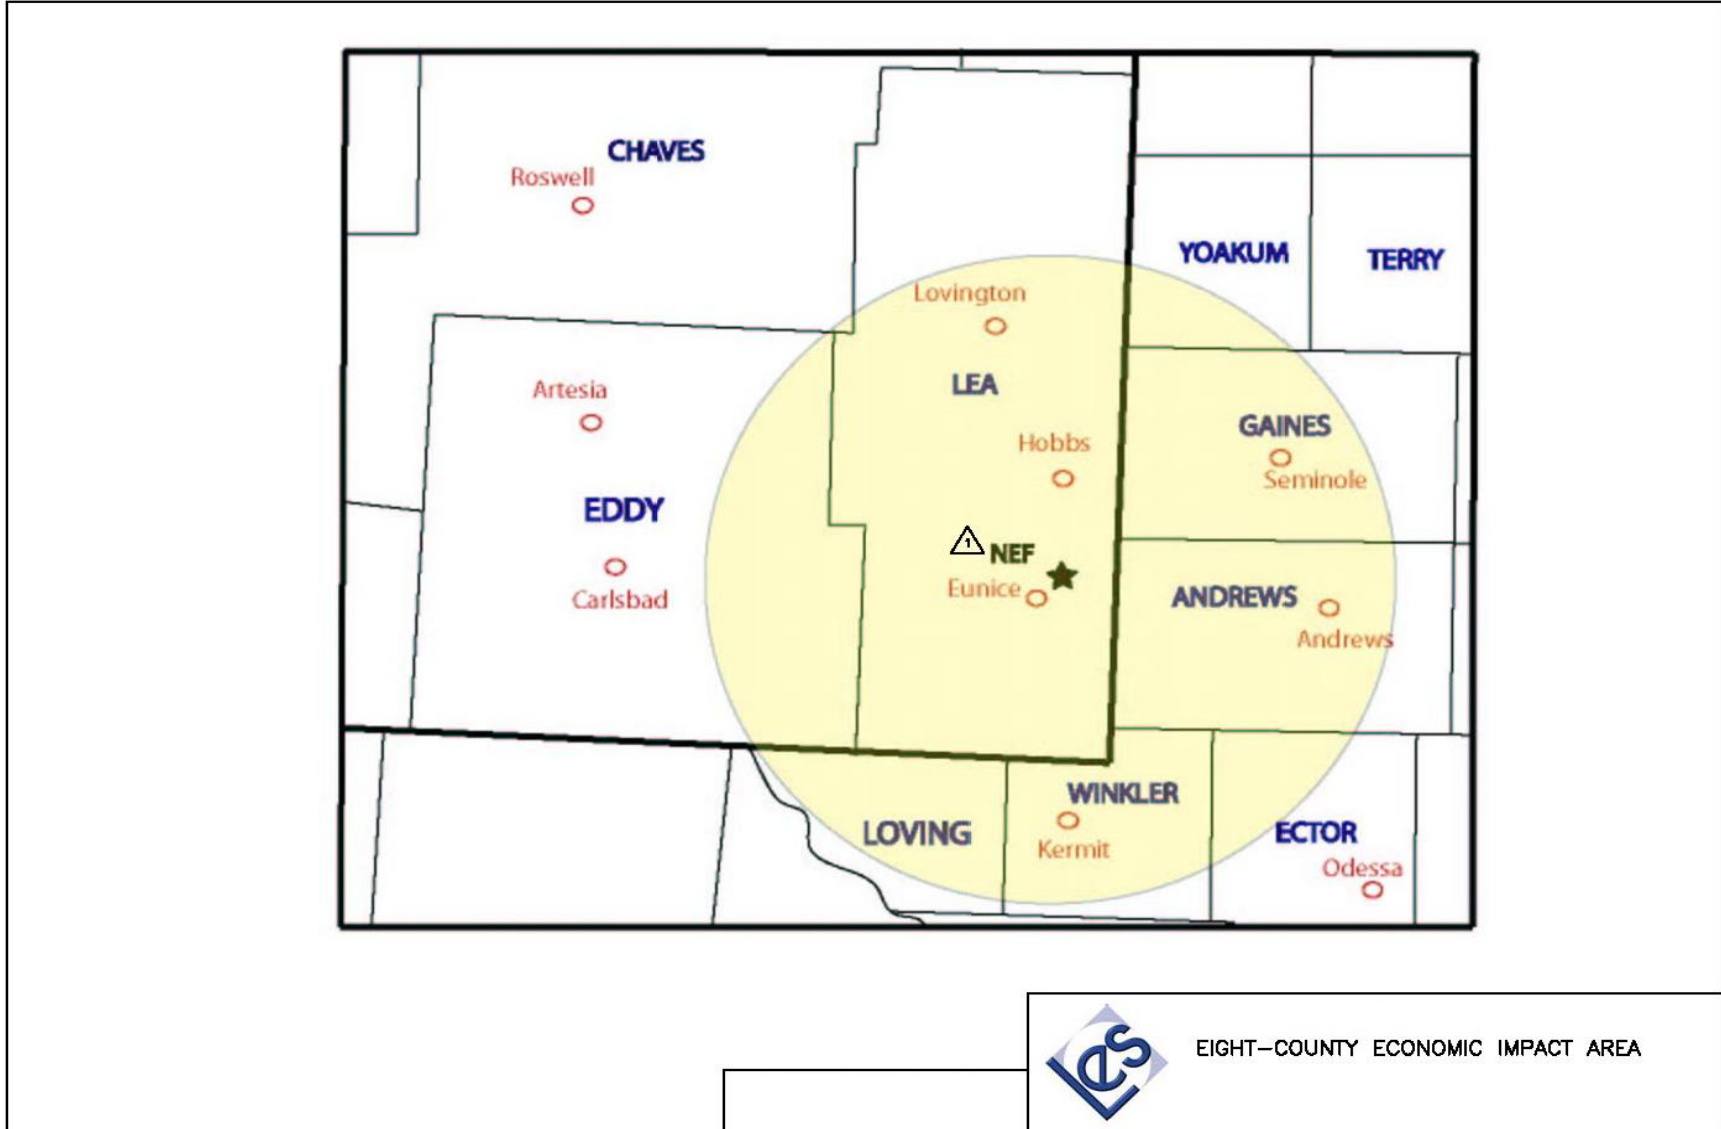 CHAVES
Roswell
YOAKUM
TERRY
Lovington
LEA
Artesia
GAINES
Hobbs
Seminole
EDDY
1
NEF
Carlsbad
Eunice
ANDREWS
Andrews
WINKLER
LOVING
Kermit
ECTOR
Odessa
LES
EIGHT-COUNTY ECONOMIC IMPACT AREA